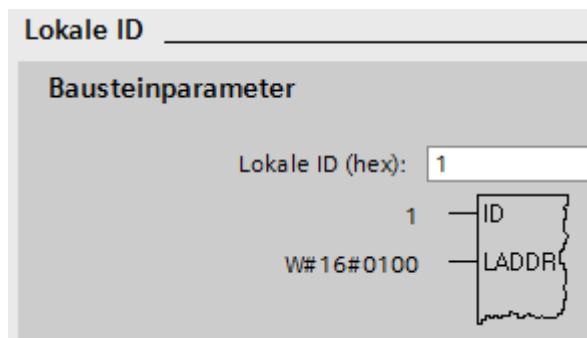 Lokale ID
Bausteinparameter
Lokale ID (hex): 1
1 ID
W#16#0100 LADDR